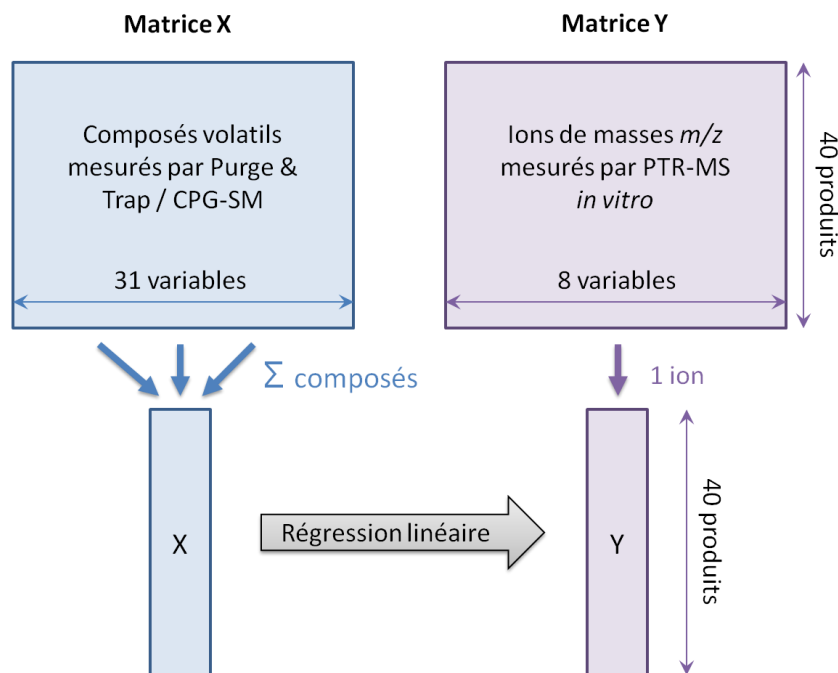 Matrice X
Matrice Y
Composés volatils
mesurés par Purge &
Trap / CPG-SM
31 variables
Ions de masses m/z
mesurés par PTR-MS
in vitro
8 variables
40 produits
Σ composés
1 ion
X
Régression linéaire
Y
40 produits